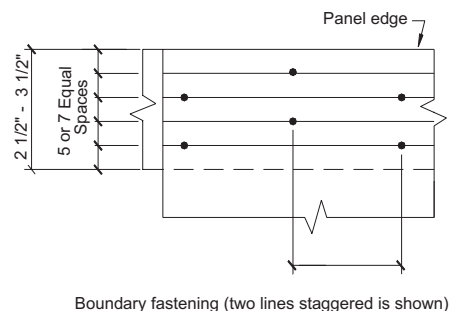 Panel edge
2 1/2" - 3 1/2"
5 or 7 Equal
Spaces
Boundary fastening (two lines staggered is shown)